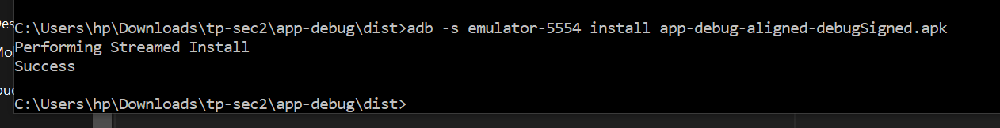 C:\Users\hp\Downloads\tp-sec2\app-debug\dist>adb -s emulator-5554 install app-debug-aligned-debugSigned.apk
Performing Streamed Install
Success
C:\Users\hp\Downloads\tp-sec2\app-debug\dist>